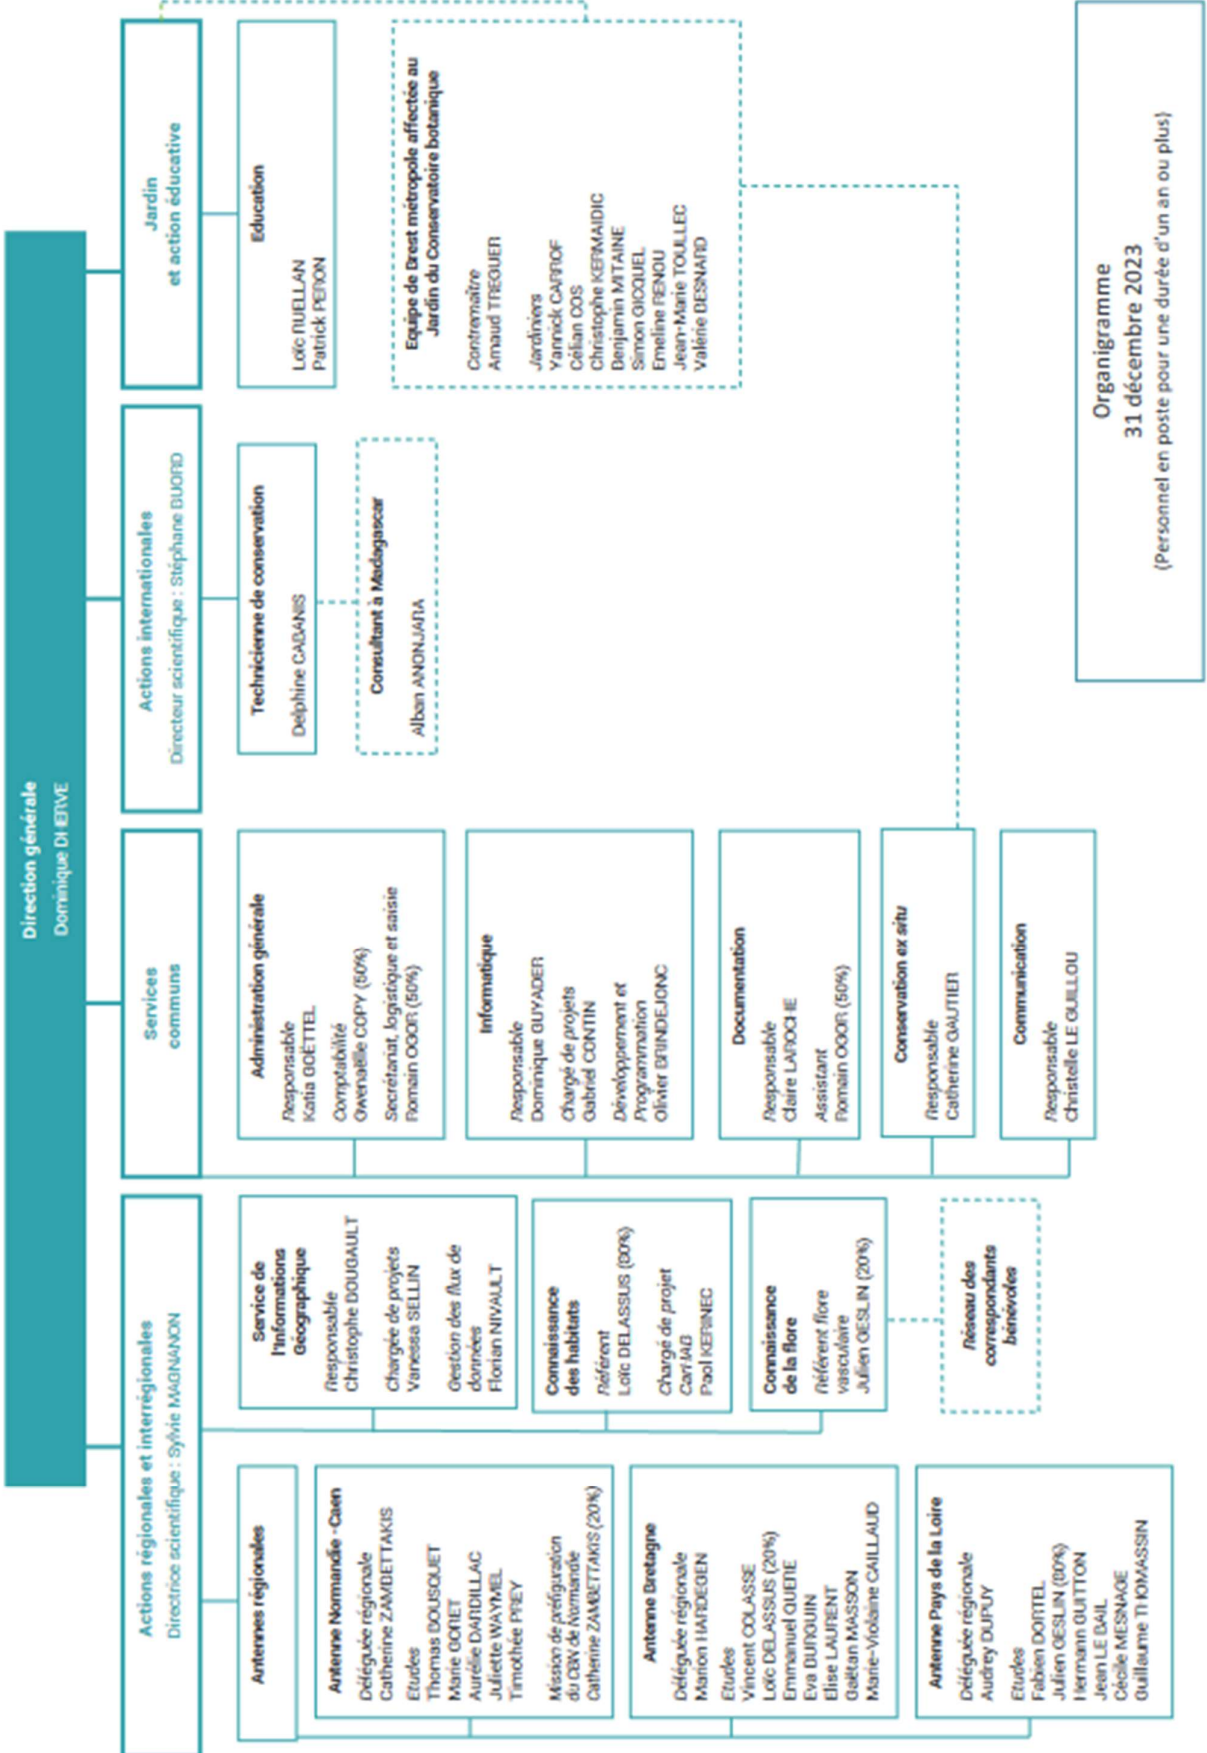 Direction générale
Dominique DHERVE
Actions régionales et interrégionales
Directrice scientifique : Sylvie MAGNANON
Antennes régionales
Antenne Normandie - Caen
Déléguée régionale
Catherine ZAMBETTAKIS
Etudes
Thomas BOUSQUET
Marie GORET
Aurélie DARDILLAC
Juliette WAYMEL
Timothée PREY
Mission de préfiguration
du CBN de Normandie
Catherine ZAMBETTAKIS (20%)
Antenne Bretagne
Déléguée régionale
Marion HARDEGEN
Etudes
Vincent COLASSE
Loïc DELASSUS (20%)
Emmanuel QUERE
Eva BURGUIN
Elise LAURENT
Gaëtan MASSON
Marie-Violaine CAILLAUD
Antenne Pays de la Loire
Déléguée régionale
Audrey DUPUY
Etudes
Fabien DORTEL
Julien GESLIN (80%)
Hermann GUITTON
Jean LE BAIL
Cécile MESNAGE
Guillaume THOMASSIN
Service de
l'Informations
Géographique
Responsable
Christophe BOUGAULT
Chargée de projets
Vanessa SELLIN
Gestion des flux de
données
Florian NIVAULT
Connaissance
des habitats
Référent
Loïc DELASSUS (80%)
Chargé de projet
Carl'IAB
Paol KERINEC
Connaissance
de la flore
Référent flore
vasculaire
Julien GESLIN (20%)
Réseau des
correspondants
bénévoles
Services
communs
Administration générale
Responsable
Katia GOËTTEL
Comptabilité
Gwenaëlle COPY (50%)
Secrétariat, logistique et saisie
Romain OGOR (50%)
Informatique
Responsable
Dominique GUYADER
Chargé de projets
Gabriel CONTIN
Développement et
Programmation
Olivier BRINDEJONC
Documentation
Responsable
Claire LAROCHE
Assistant
Romain OGOR (50%)
Conservation ex situ
Responsable
Catherine GAUTIER
Communication
Responsable
Christelle LE GUILLOU
Actions internationales
Directeur scientifique : Stéphane BUORD
Technicienne de conservation
Delphine CABANIS
Consultant à Madagascar
Alban ANONJARA
Jardin
et action éducative
Education
Loïc RUELLAN
Patrick PERON
Equipe de Brest métropole affectée au
Jardin du Conservatoire botanique
Contremaître
Arnaud TREGUER
Jardiniers
Yannick CARROF
Célian COS
Christophe KERMAIDIC
Benjamin MITAINE
Simon GICQUEL
Emeline RENOU
Jean-Marie TOULLEC
Valérie BESNARD
Organigramme
31 décembre 2023
(Personnel en poste pour une durée d'un an ou plus)